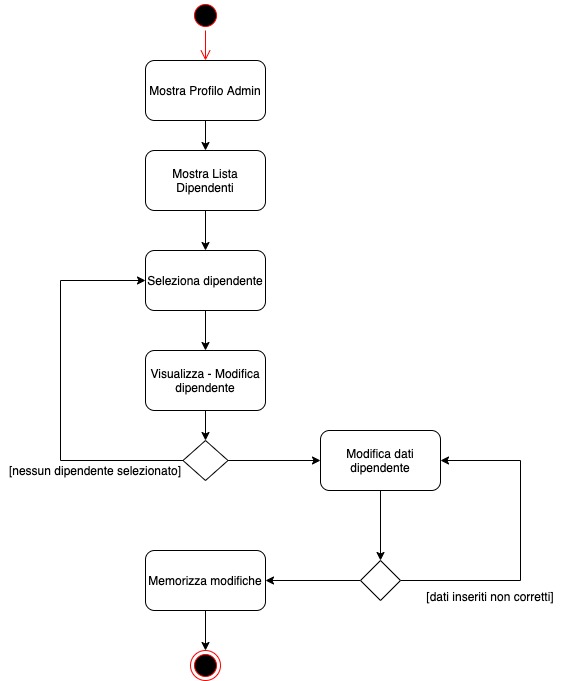 Mostra Profilo Admin
Mostra Lista
Dipendenti
Seleziona dipendente
Visualizza - Modifica
dipendente
[nessun dipendente selezionato]
Modifica dati
dipendente
Memorizza modifiche
[dati inseriti non corretti]